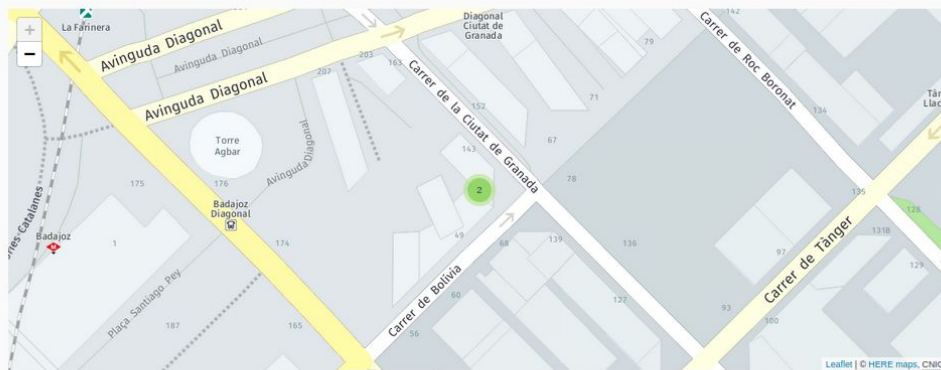 La Farinera
+
−
Avinguda Diagonal
Avinguda Diagonal
Avinguda Diagonal
Avinguda Diagonal
Diagonal
Ciutat de
Granada
142
Carrer de Roc Boronat
79
203
163
207
Carrer de la Ciutat de Granada
152
71
134
67
143
Torre
Agbar
175
176
78
135
128
2
Badajoz
Diagonal
Badajoz
1
174
49
68
139
136
131B
129
97
Carrer de Tànger
Carrer de Bolívia
Plaça Santiago Pey
60
127
93
100
187
165
56
Leaflet | © HERE maps, CNIG